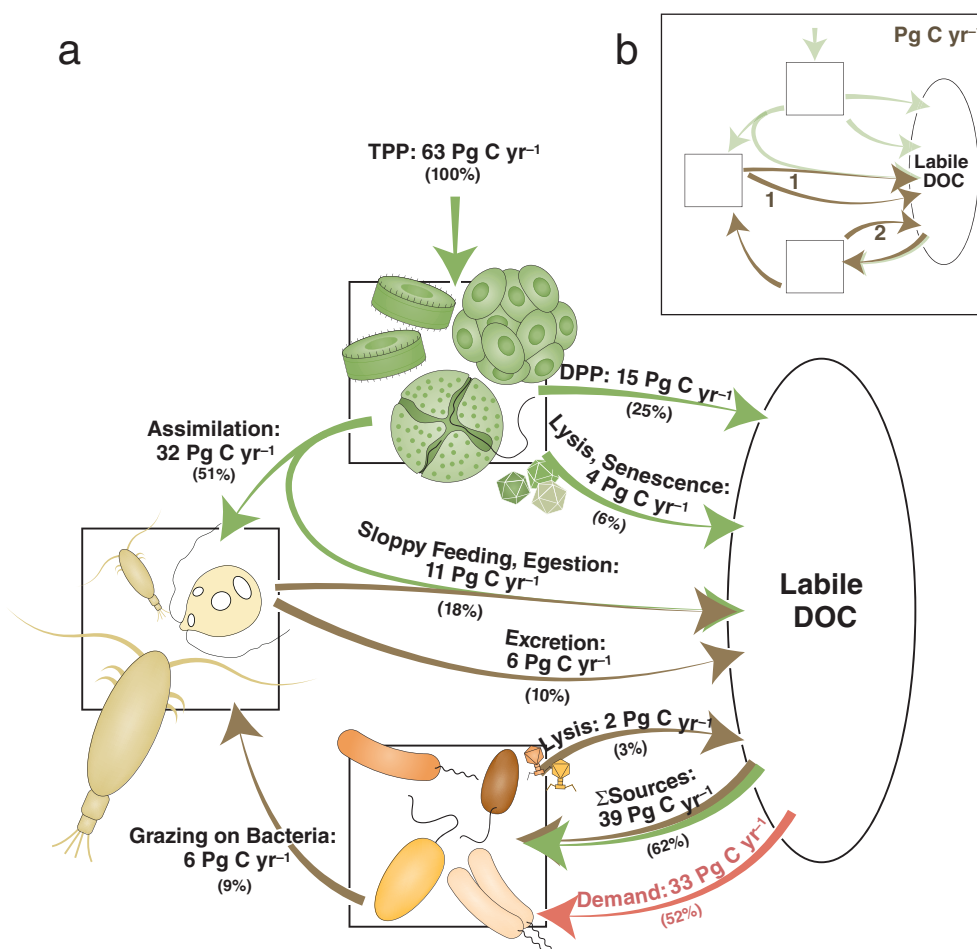 a
b
Pg C yr⁻¹
Labile
DOC
1
1
2
TPP: 63 Pg C yr⁻¹
(100%)
DPP: 15 Pg C yr⁻¹
(25%)
Assimilation:
32 Pg C yr⁻¹
(51%)
Lysis, Senescence:
4 Pg C yr⁻¹
(6%)
Sloppy Feeding, Egestion:
11 Pg C yr⁻¹
(18%)
Labile
DOC
Excretion:
6 Pg C yr⁻¹
(10%)
Lysis: 2 Pg C yr⁻¹
(3%)
ΣSources:
39 Pg C yr⁻¹
(62%)
Grazing on Bacteria:
6 Pg C yr⁻¹
(9%)
Demand: 33 Pg C yr⁻¹
(52%)